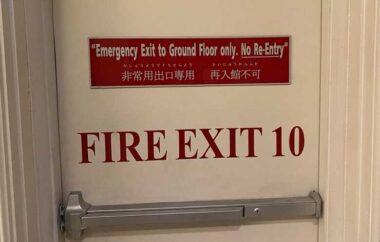 "Emergency Exit to Ground Floor only. No Re-Entry"
非常用出口専用 再入館不可
FIRE EXIT 10